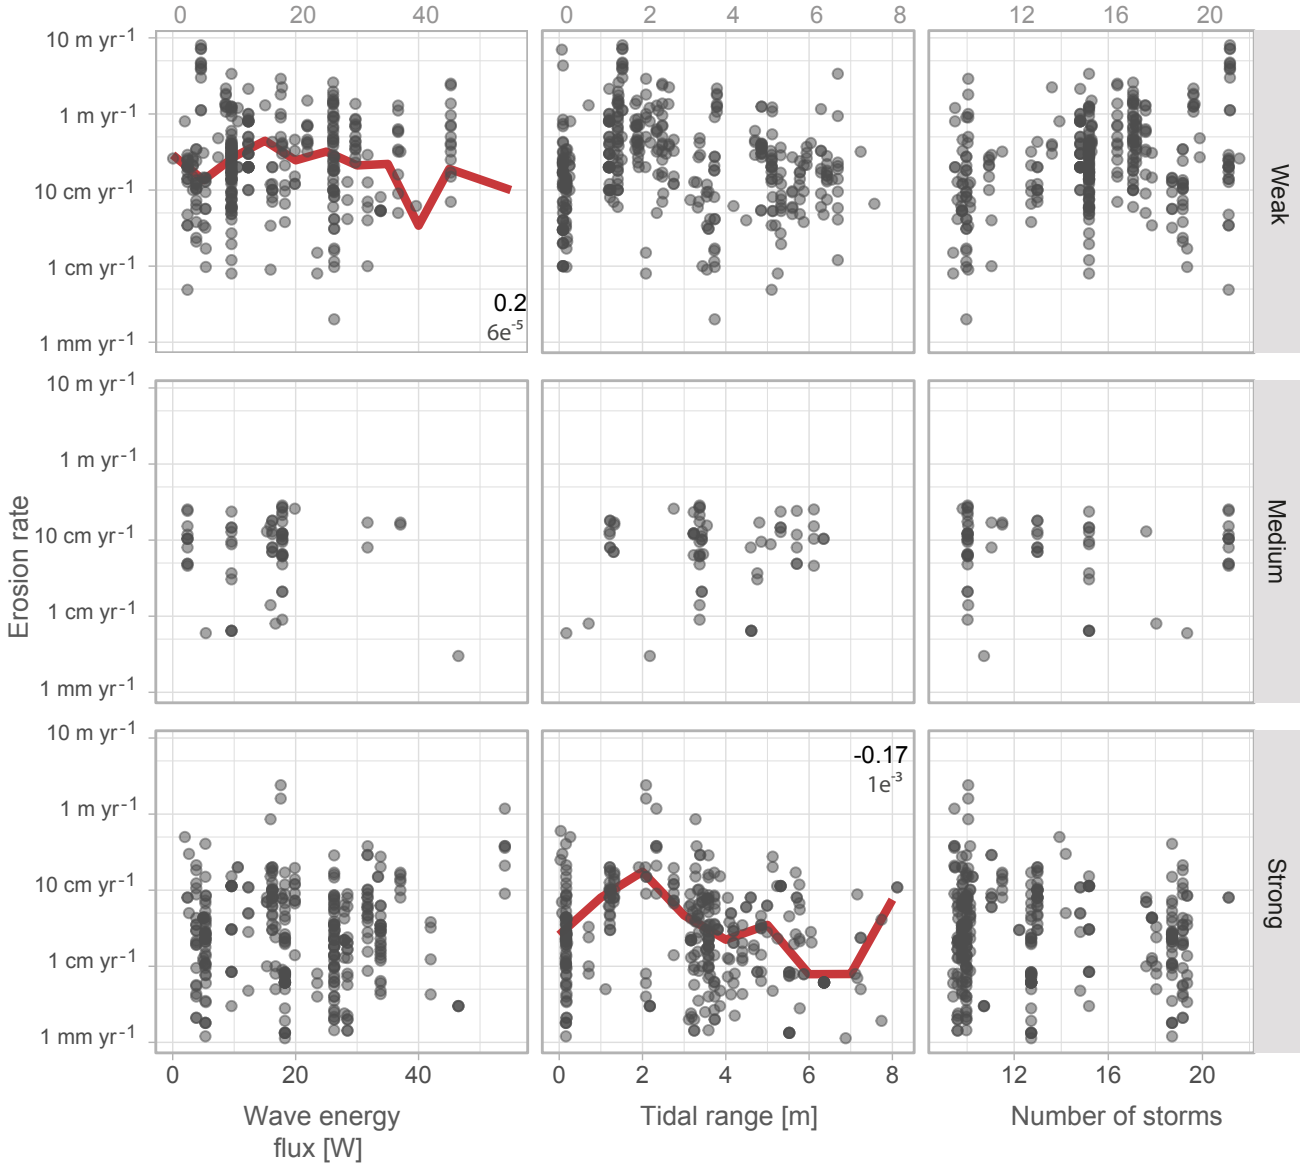 0 20 40 0 2 4 6 8 12 16 20
10 m yr-1
1 m yr-1
10 cm yr-1
1 cm yr-1
1 mm yr-1
0.2
6e-5
Weak
10 m yr-1
1 m yr-1
10 cm yr-1
1 cm yr-1
1 mm yr-1
Medium
Erosion rate
10 m yr-1
1 m yr-1
10 cm yr-1
1 cm yr-1
1 mm yr-1
-0.17
1e-3
Strong
0 20 40 0 2 4 6 8 12 16 20
Wave energy
flux [W]
Tidal range [m]
Number of storms